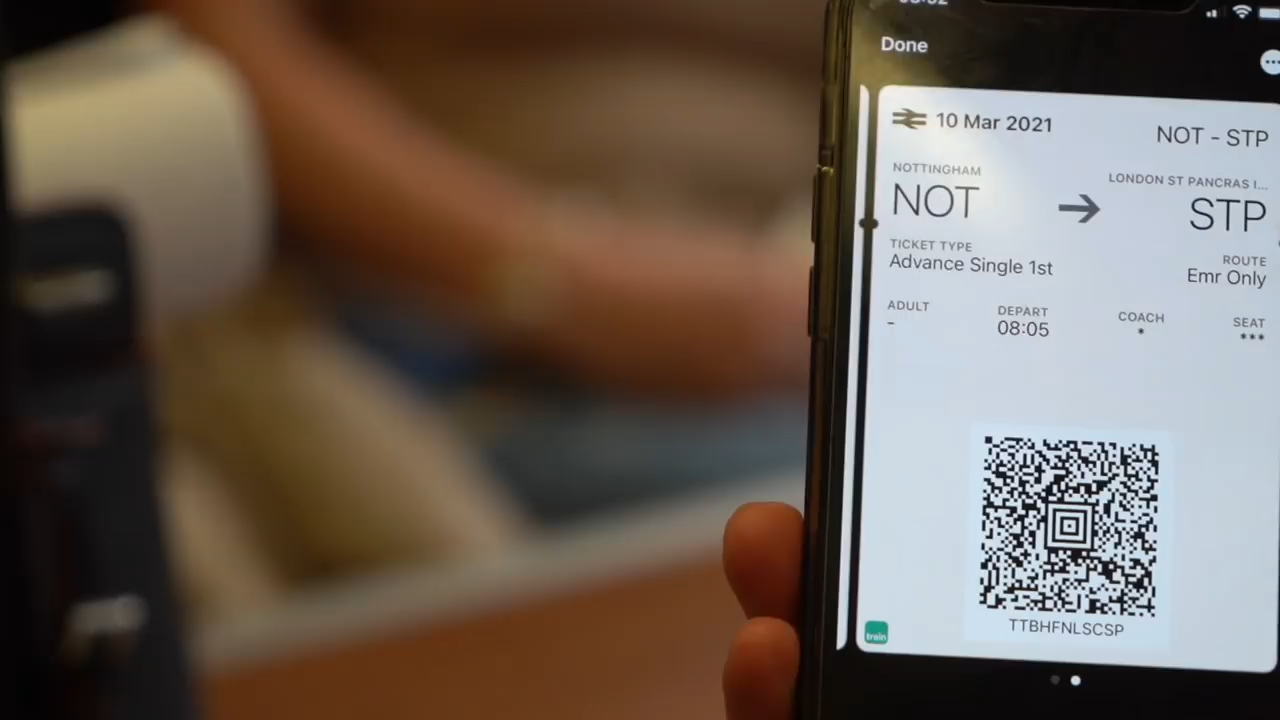 Done
10 Mar 2021
NOT - STP
NOTTINGHAM
LONDON ST PANCRAS I...
NOT
STP
TICKET TYPE
ROUTE
Advance Single 1st
Emr Only
ADULT
DEPART
COACH
SEAT
-
08:05
*
***
TTBHFNLSCSP
train